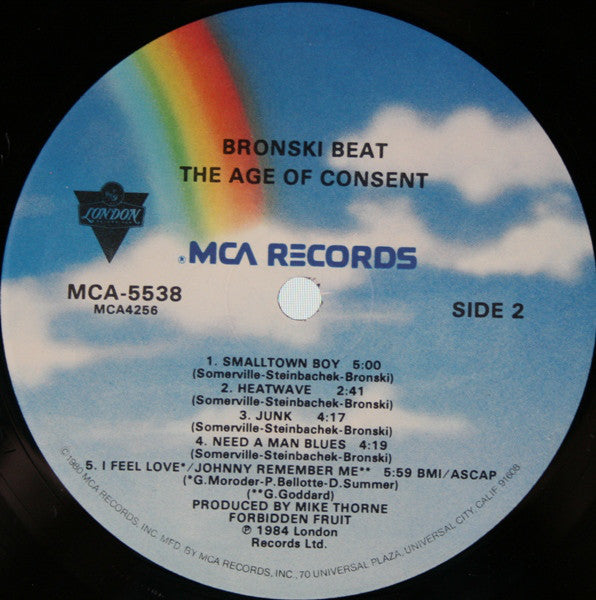 BRONSKI BEAT
THE AGE OF CONSENT
LONDON
MCA RECORDS
MCA-5538
MCA4256
SIDE 2
1. SMALLTOWN BOY 5:00
(Somerville-Steinbachek-Bronski)
2. HEATWAVE 2:41
(Somerville-Steinbachek-Bronski)
3. JUNK 4:17
(Somerville-Steinbachek-Bronski)
4. NEED A MAN BLUES 4:19
(Somerville-Steinbachek-Bronski)
5. I FEEL LOVE*/JOHNNY REMEMBER ME** 5:59 BMI/ASCAP
(*G.Moroder-P.Bellotte-D.Summer)
(**G.Goddard)
PRODUCED BY MIKE THORNE
FORBIDDEN FRUIT
℗ 1984 London
Records Ltd.
©1980 MCA RECORDS, INC. MFD. BY MCA RECORDS, INC., 70 UNIVERSAL PLAZA, UNIVERSAL CITY, CALIF. 91608